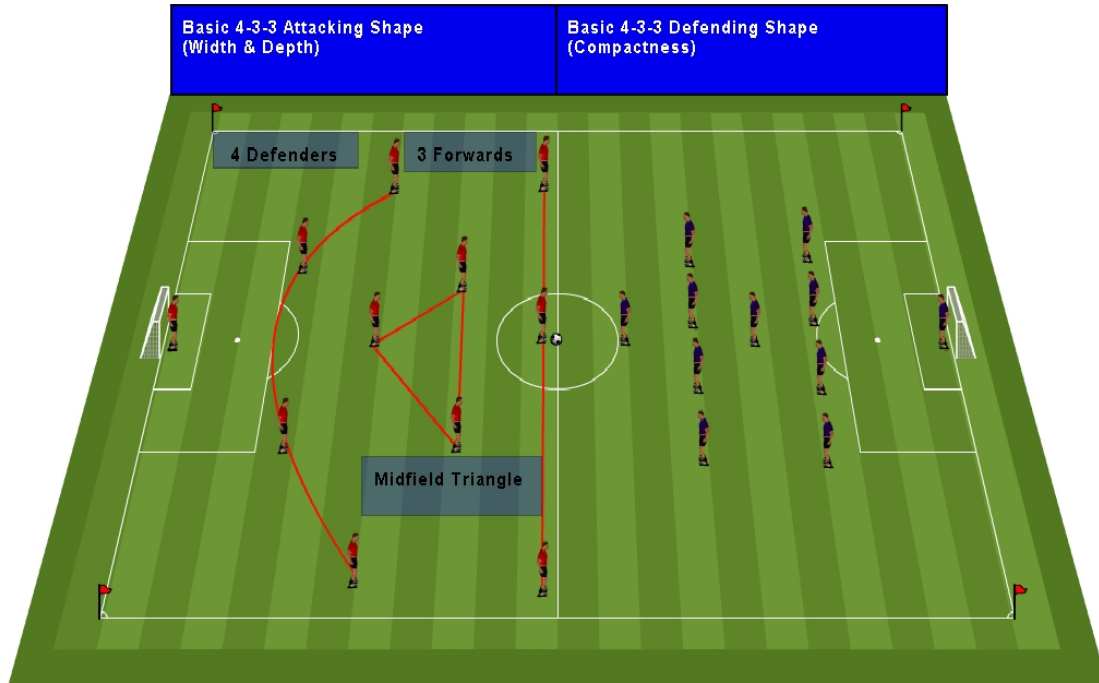 Basic 4-3-3 Attacking Shape
(Width & Depth)
Basic 4-3-3 Defending Shape
(Compactness)
4 Defenders
3 Forwards
Midfield Triangle